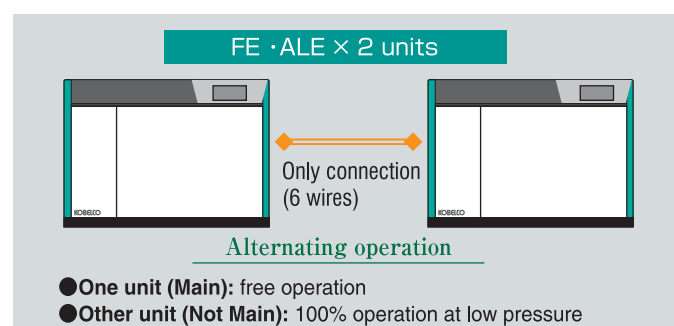 FE・ALE × 2 units
Only connection
(6 wires)
KOBELCO
KOBELCO
Alternating operation
●One unit (Main): free operation
●Other unit (Not Main): 100% operation at low pressure